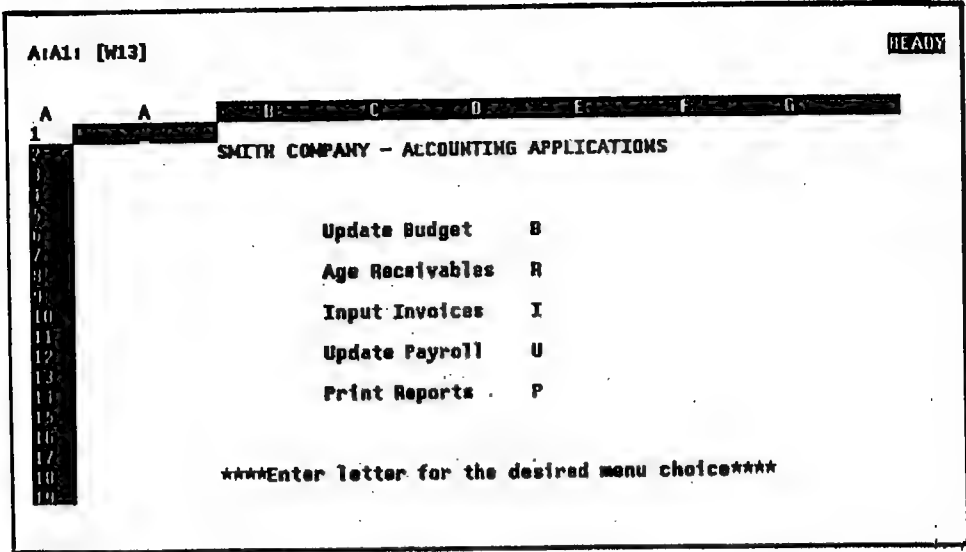 A:A1: [W13] READY
A A B C D E F G
1
2 SMITH COMPANY - ACCOUNTING APPLICATIONS
3
4
5
6 Update Budget B
7
8 Age Receivables R
9
10 Input Invoices I
11
12 Update Payroll U
13
14 Print Reports P
15
16
17
18 ****Enter letter for the desired menu choice****
19